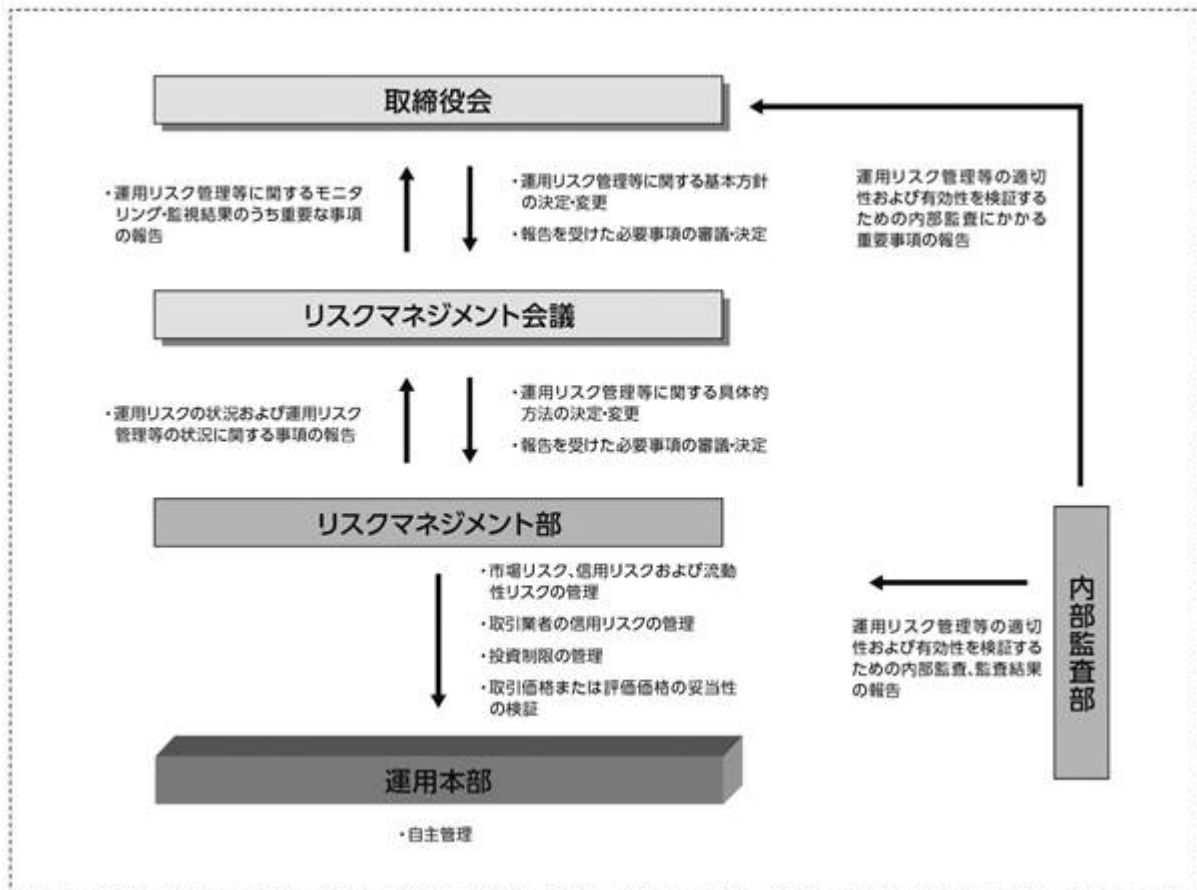 取締役会
・運用リスク管理等に関するモニタ
リング・監視結果のうち重要な事項
の報告
・運用リスク管理等に関する基本方針
の決定・変更
・報告を受けた必要事項の審議・決定
運用リスク管理等の適切
性および有効性を検証する
ための内部監査にかかる
重要事項の報告
リスクマネジメント会議
・運用リスクの状況および運用リスク
管理等の状況に関する事項の報告
・運用リスク管理等に関する具体的
方法の決定・変更
・報告を受けた必要事項の審議・決定
リスクマネジメント部
・市場リスク、信用リスクおよび流動
性リスクの管理
・取引業者の信用リスクの管理
・投資制限の管理
・取引価格または評価価格の妥当性
の検証
運用リスク管理等の適切
性および有効性を検証する
ための内部監査、監査結果
の報告
内部監査部
運用本部
・自主管理